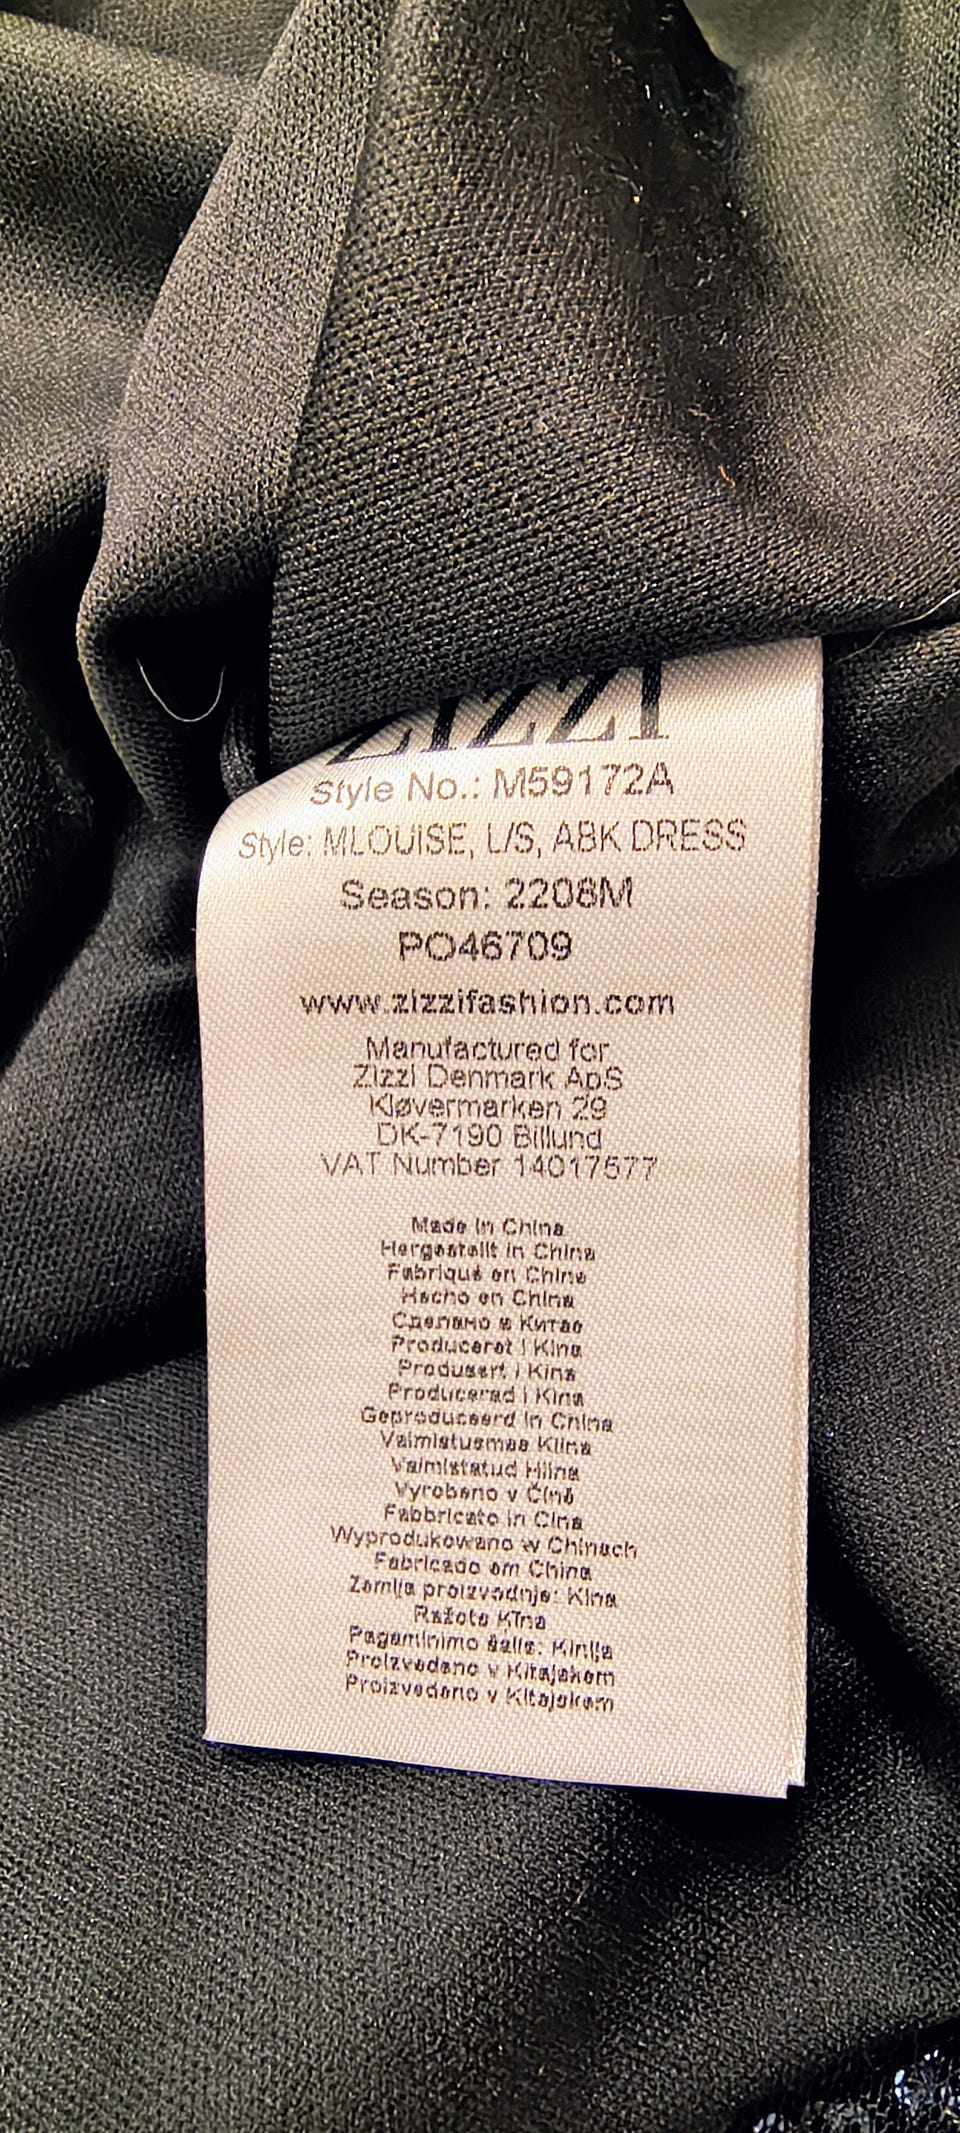 ZIZZI
Style No.: M59172A
Style: MLOUISE, L/S, ABK DRESS
Season: 2208M
PO46709
www.zizzifashion.com
Manufactured for
Zizzi Denmark ApS
Kløvermarken 29
DK-7190 Billund
VAT Number 14017577
Made in China
Hergestellt in China
Fabriqué en Chine
Hecho en China
Сделано в Китае
Produceret i Kina
Produsert i Kina
Producerad i Kina
Geproduceerd in China
Valmistusmaa Kiina
Valmistatud Hiina
Vyrobeno v Číně
Fabbricato in Cina
Wyprodukowano w Chinach
Fabricado em China
Zemlja proizvodnje: Kina
Ražots Ķīna
Pagaminimo šalis: Kinija
Proizvedeno v Kitajskem
Proizvedeno v Kitajskem